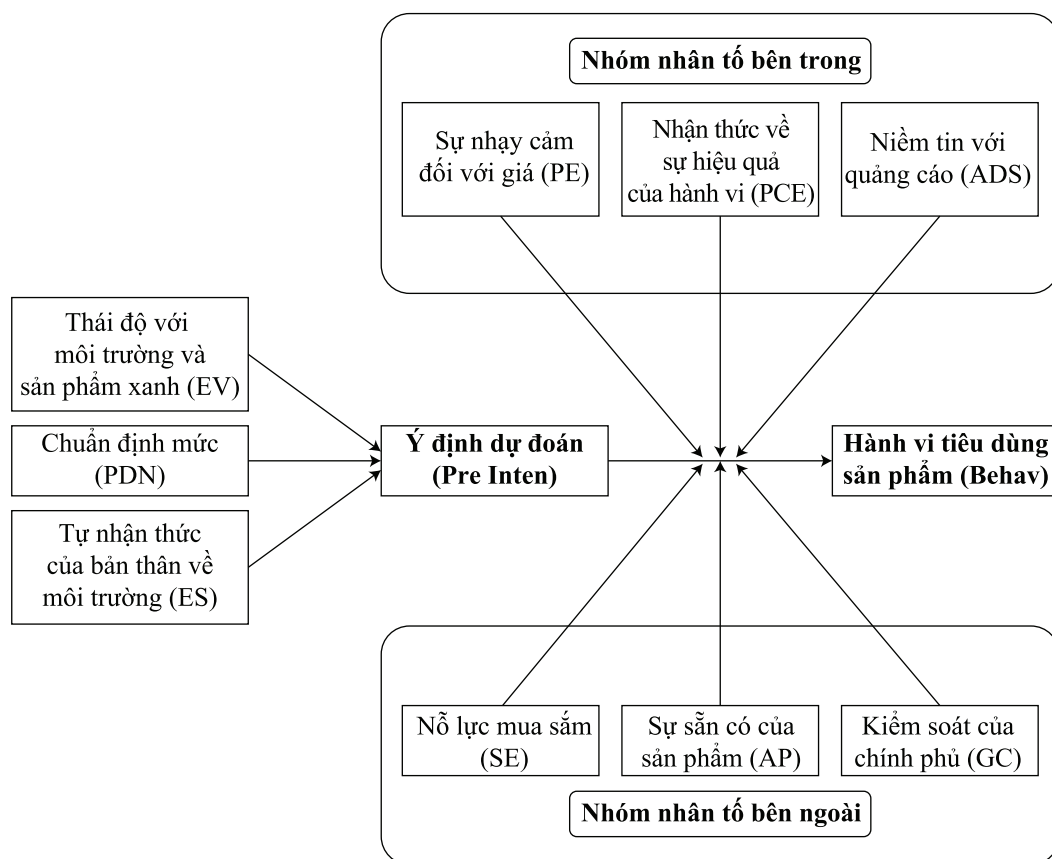 Nhóm nhân tố bên trong
Sự nhạy cảm
đối với giá (PE)
Nhận thức về
sự hiệu quả
của hành vi (PCE)
Niềm tin với
quảng cáo (ADS)
Thái độ với
môi trường và
sản phẩm xanh (EV)
Chuẩn định mức
(PDN)
Tự nhận thức
của bản thân về
môi trường (ES)
Ý định dự đoán
(Pre Inten)
Hành vi tiêu dùng
sản phẩm (Behav)
Nỗ lực mua sắm
(SE)
Sự sẵn có của
sản phẩm (AP)
Kiểm soát của
chính phủ (GC)
Nhóm nhân tố bên ngoài